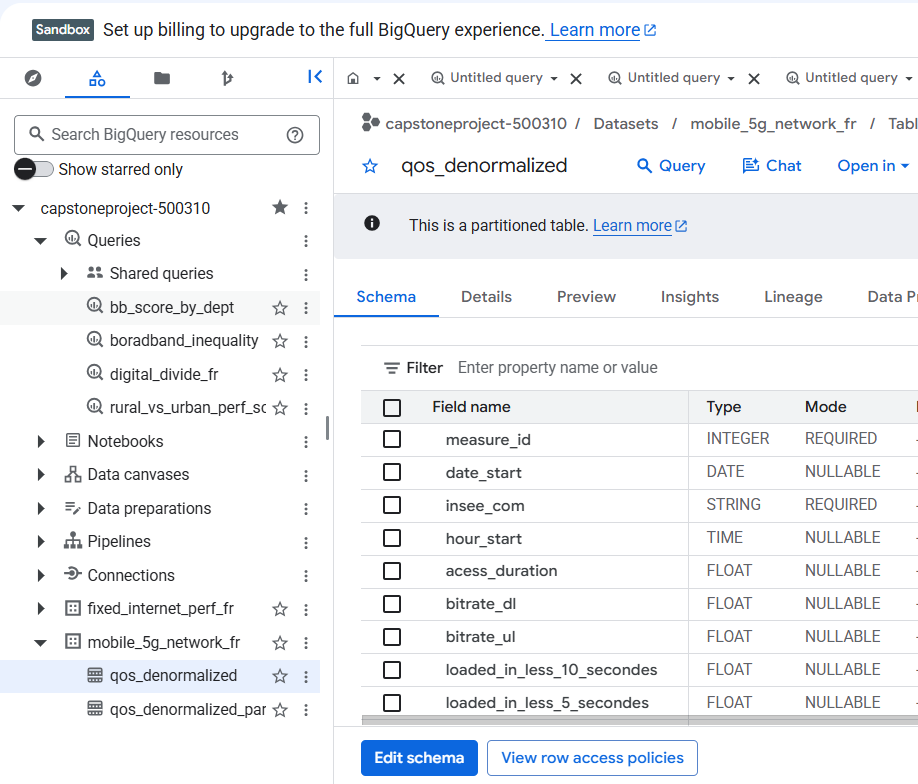 Sandbox Set up billing to upgrade to the full BigQuery experience. Learn more
Untitled query
Untitled query
Untitled query
Search BigQuery resources
Show starred only
capstoneproject-500310
Queries
Shared queries
bb_score_by_dept
boradband_inequality
digital_divide_fr
rural_vs_urban_perf_sc
Notebooks
Data canvases
Data preparations
Pipelines
Connections
fixed_internet_perf_fr
mobile_5g_network_fr
qos_denormalized
qos_denormalized_par
capstoneproject-500310 / Datasets / mobile_5g_network_fr / Tabl
qos_denormalized Query Chat Open in
This is a partitioned table. Learn more
Schema Details Preview Insights Lineage Data Pr
Filter Enter property name or value
Field name Type Mode
measure_id INTEGER REQUIRED
date_start DATE NULLABLE
insee_com STRING REQUIRED
hour_start TIME NULLABLE
acess_duration FLOAT NULLABLE
bitrate_dl FLOAT NULLABLE
bitrate_ul FLOAT NULLABLE
loaded_in_less_10_secondes FLOAT NULLABLE
loaded_in_less_5_secondes FLOAT NULLABLE
Edit schema View row access policies